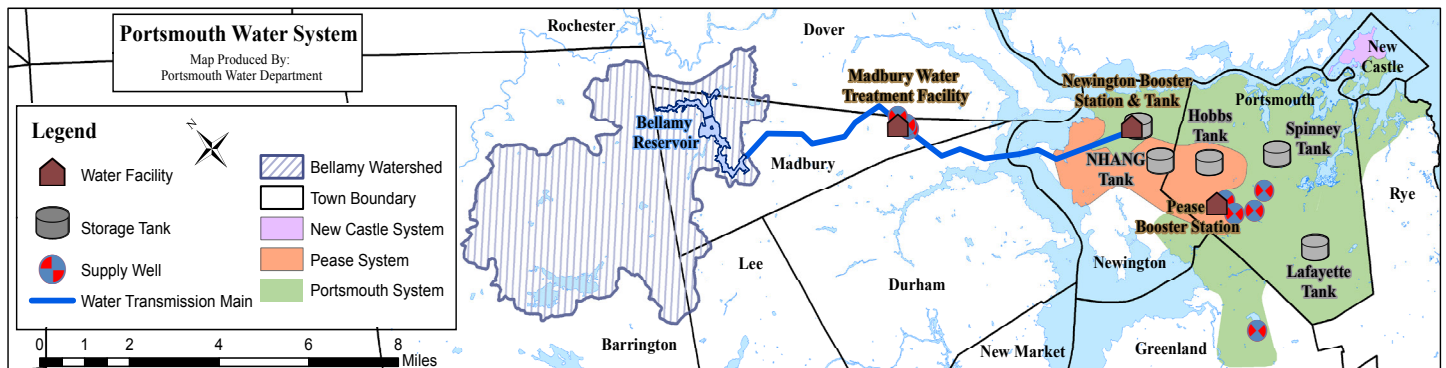 Portsmouth Water System
Map Produced By:
Portsmouth Water Department
Legend
N
Water Facility
Storage Tank
Supply Well
Water Transmission Main
Bellamy Watershed
Town Boundary
New Castle System
Pease System
Portsmouth System
0 1 2 4 6 8
Miles
Rochester
Dover
Bellamy
Reservoir
Madbury Water
Treatment Facility
Madbury
Barrington
Lee
Durham
New Market
Newington-Booster
Station & Tank
NHANG
Tank
Hobbs
Tank
Portsmouth
Spinney
Tank
New
Castle
Rye
Pease
Booster Station
Newington
Lafayette
Tank
Greenland